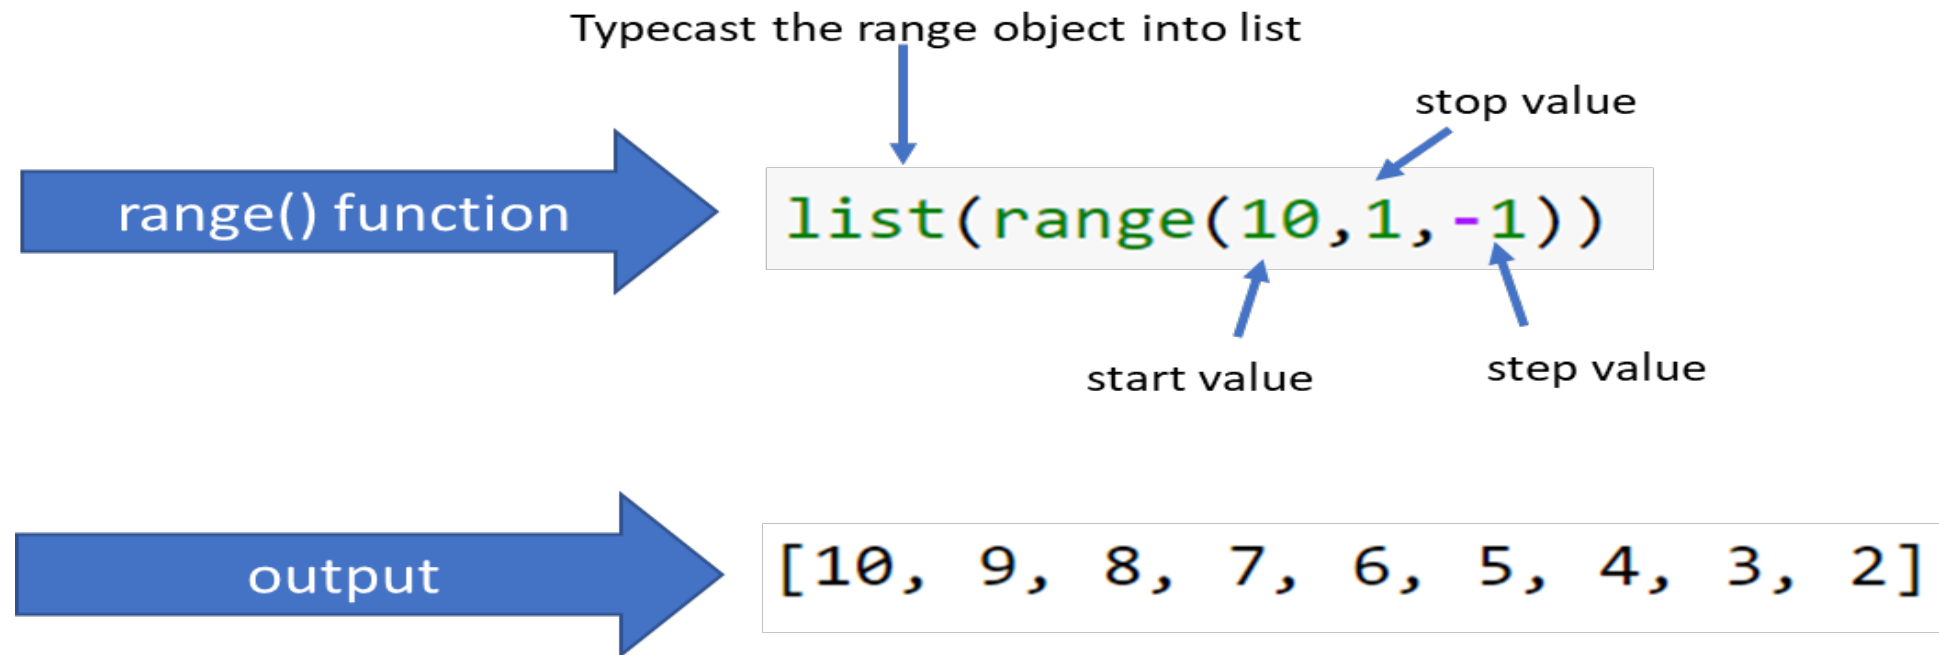 Typecast the range object into list
stop value
range() function
list(range(10,1,-1))
start value
step value
output
[10, 9, 8, 7, 6, 5, 4, 3, 2]